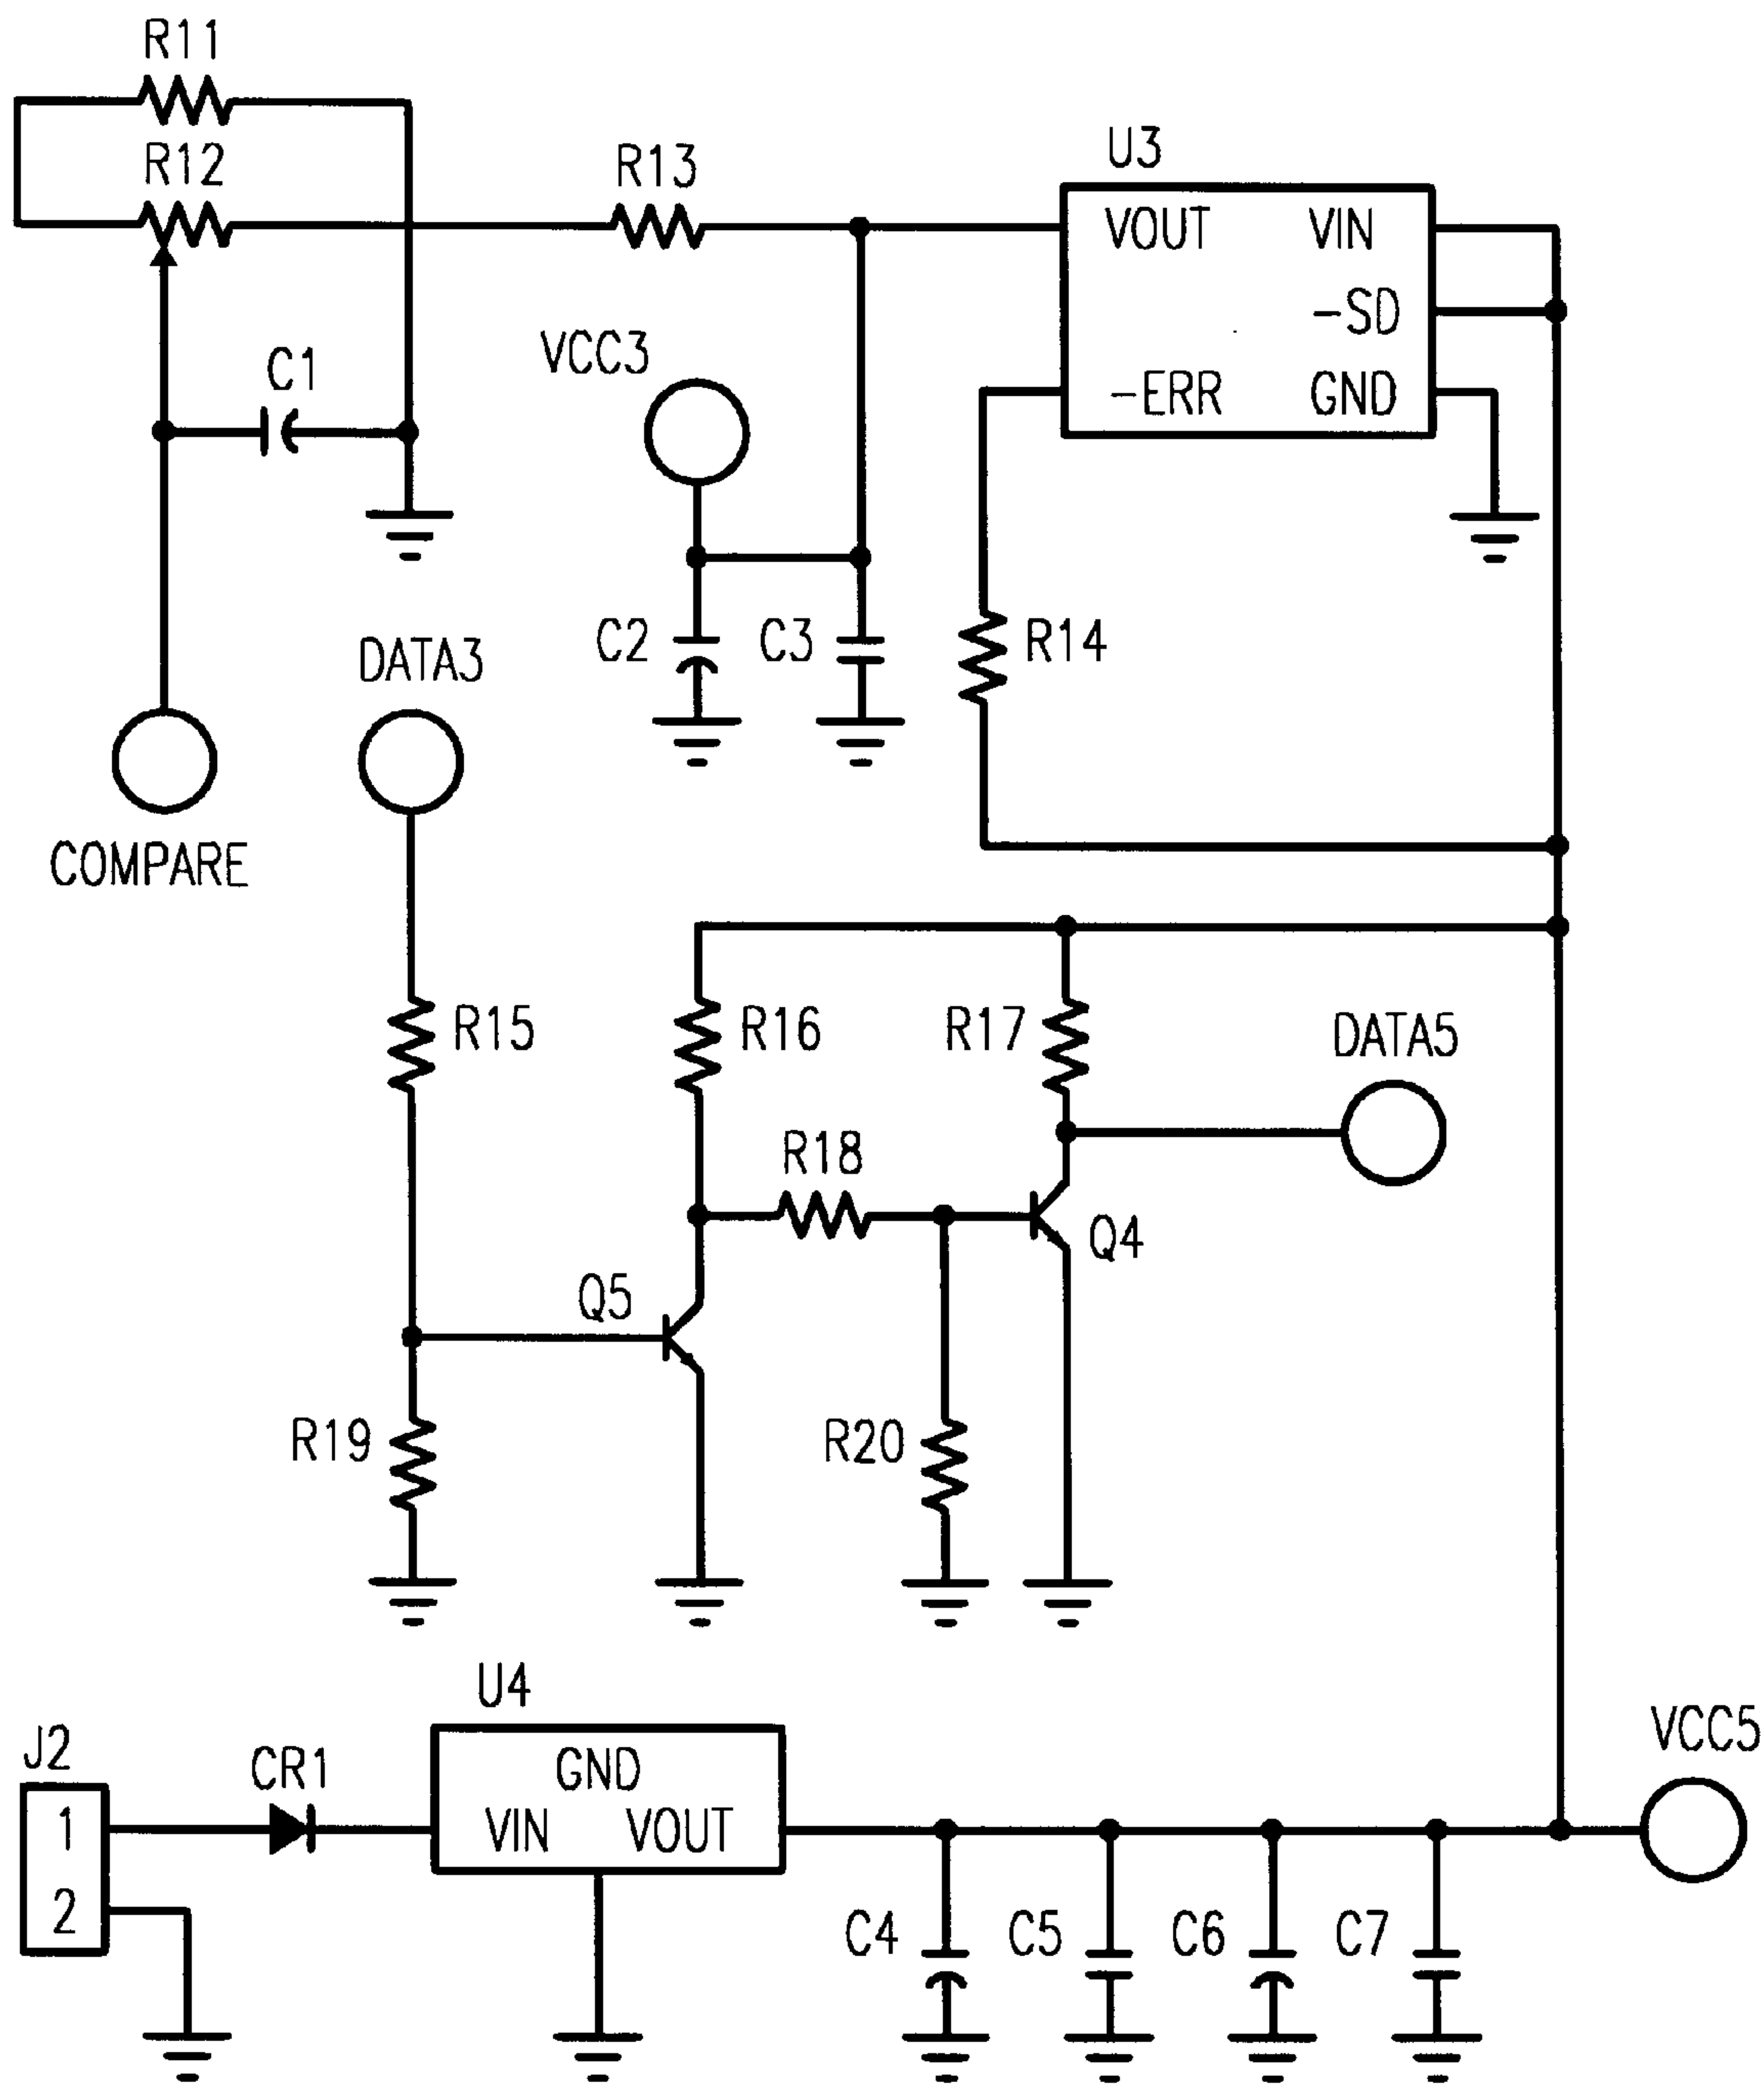 R11
R12
R13
U3
VOUT VIN
-SD
-ERR GND
VCC3
C1
C2
C3
R14
DATA3
COMPARE
R15
R16
R17
DATA5
R18
Q4
Q5
R19
R20
U4
J2
CR1
GND
VIN VOUT
1
2
VCC5
C4
C5
C6
C7